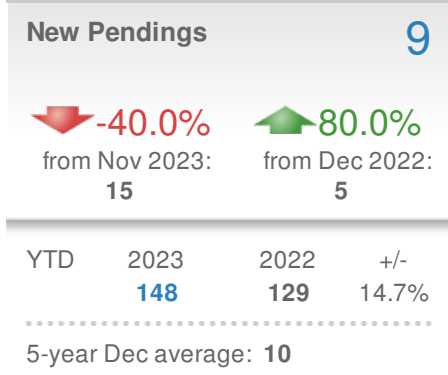 New Pendings 9
-40.0% 80.0%
from Nov 2023: from Dec 2022:
15 5
YTD 2023 2022 +/-
148 129 14.7%
5-year Dec average: 10